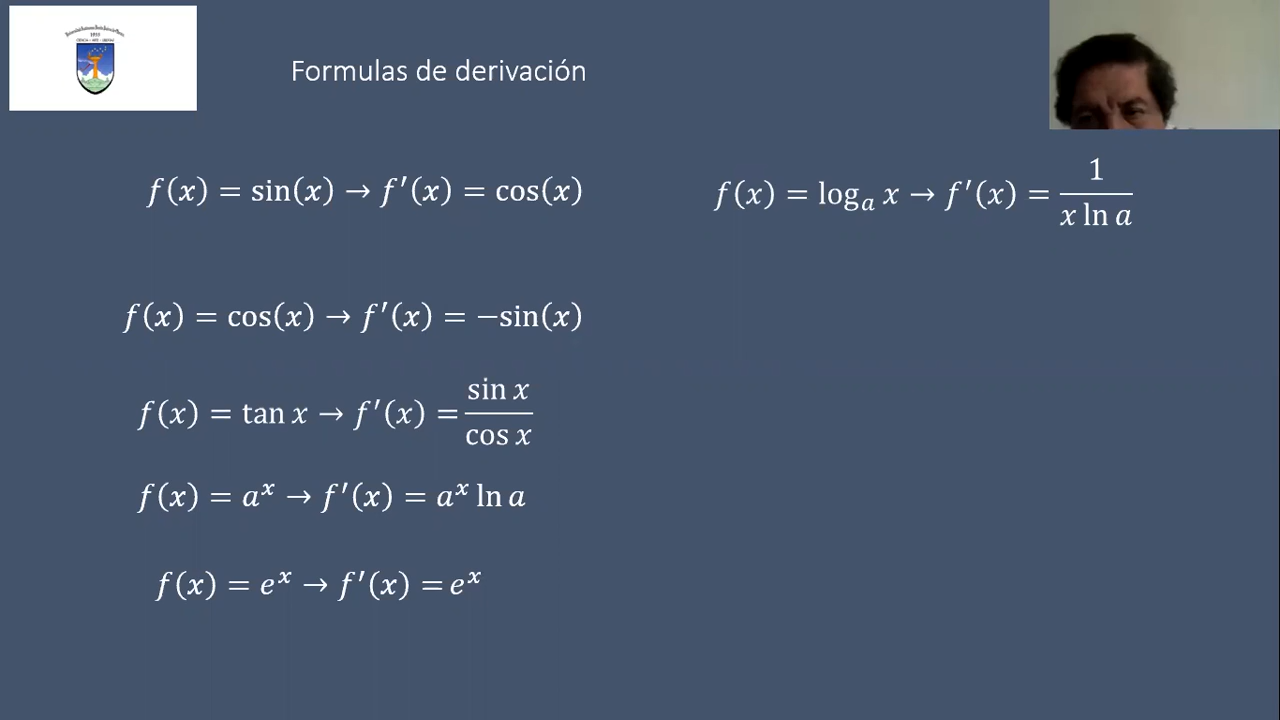 Formulas de derivación
f(x) = sin(x) → f′(x) = cos(x)
f(x) = log_a x → f′(x) = 1/(x ln a)
f(x) = cos(x) → f′(x) = −sin(x)
f(x) = tan x → f′(x) = sin x / cos x
f(x) = a^x → f′(x) = a^x ln a
f(x) = e^x → f′(x) = e^x